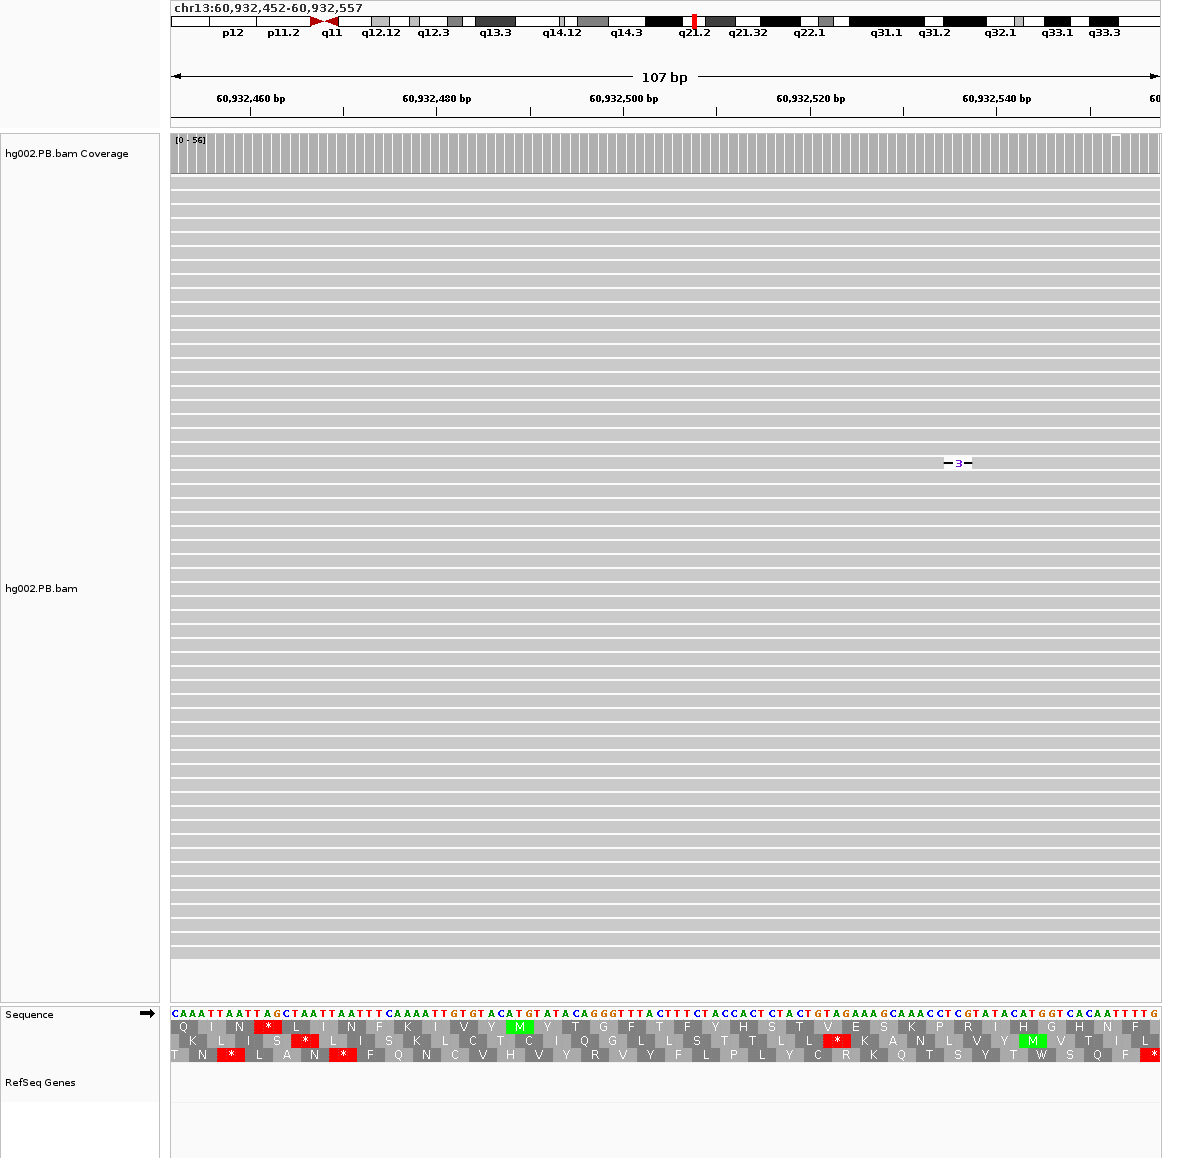 chr13:60,932,452-60,932,557
p12 p11.2 q11 q12.12 q12.3 q13.3 q14.12 q14.3 q21.2 q21.32 q22.1 q31.1 q31.2 q32.1 q33.1 q33.3
107 bp
60,932,460 bp 60,932,480 bp 60,932,500 bp 60,932,520 bp 60,932,540 bp 60
hg002.PB.bam Coverage
[0 - 56]
3
hg002.PB.bam
Sequence
CAAATTAATTAGCTAATTAATTTCAAAATTGTGTACATGTATACAGGGTTTACTTTCTACCACTCTACTGTAGAAAGCAAACCTCGTATACATGGTCACAATTTTG
Q I N * L I N F K I V Y M Y T G F T F Y H S T V E S K P R I H G H N F
K L I S * L I S K L C T C I Q G L L S T T L L * K A N L V Y M V T I L
T N * L A N * F Q N C V H V Y R V Y F L P L Y C R K Q T S Y T W S Q F *
RefSeq Genes